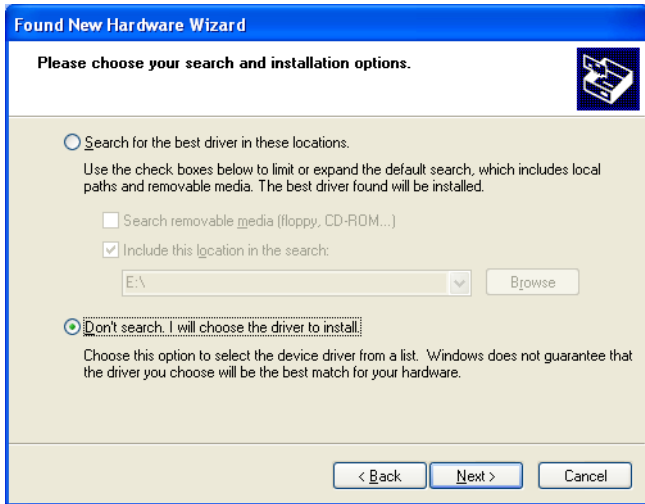 Found New Hardware Wizard
Please choose your search and installation options.
Search for the best driver in these locations.
Use the check boxes below to limit or expand the default search, which includes local
paths and removable media. The best driver found will be installed.
Search removable media (floppy, CD-ROM...)
Include this location in the search:
E:\
Browse
Don't search. I will choose the driver to install.
Choose this option to select the device driver from a list. Windows does not guarantee that
the driver you choose will be the best match for your hardware.
< Back
Next >
Cancel